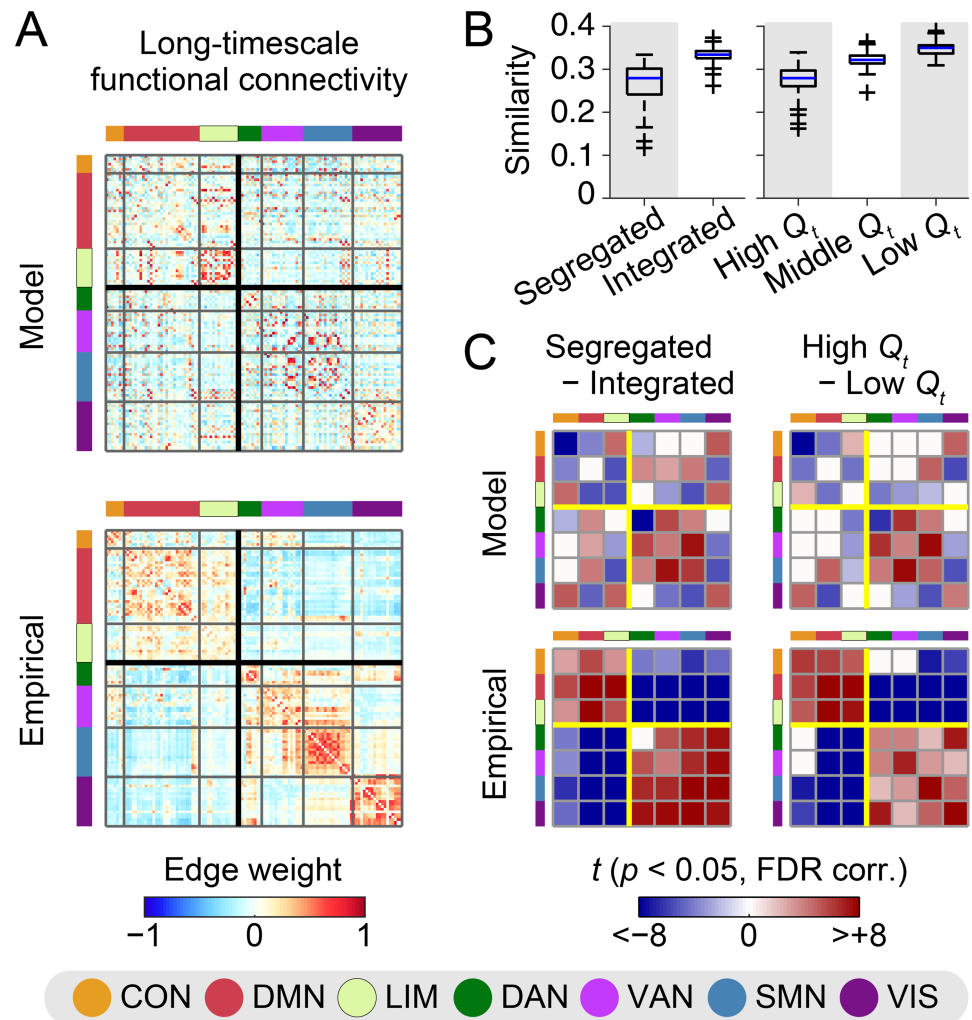 A
Long-timescale
functional connectivity
Model
Empirical
Edge weight
−1 0 1
B
Similarity
0.4
0.3
0.2
0.1
0
Segregated
Integrated
High Qt
Middle Qt
Low Qt
C
Segregated
− Integrated
High Qt
− Low Qt
Model
Empirical
t (p < 0.05, FDR corr.)
<−8 0 >+8
CON DMN LIM DAN VAN SMN VIS